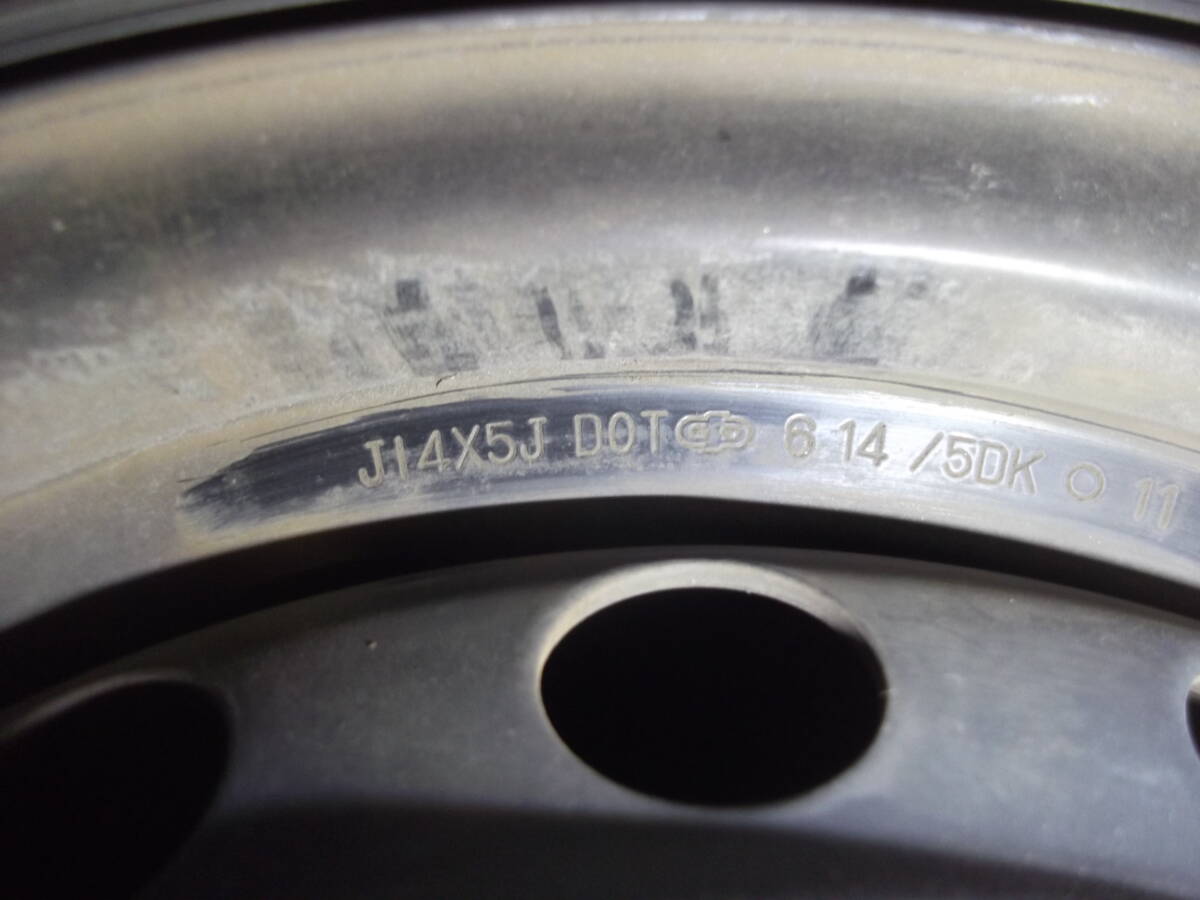 J14X5J DOT 6 14 /5DK ○ 11